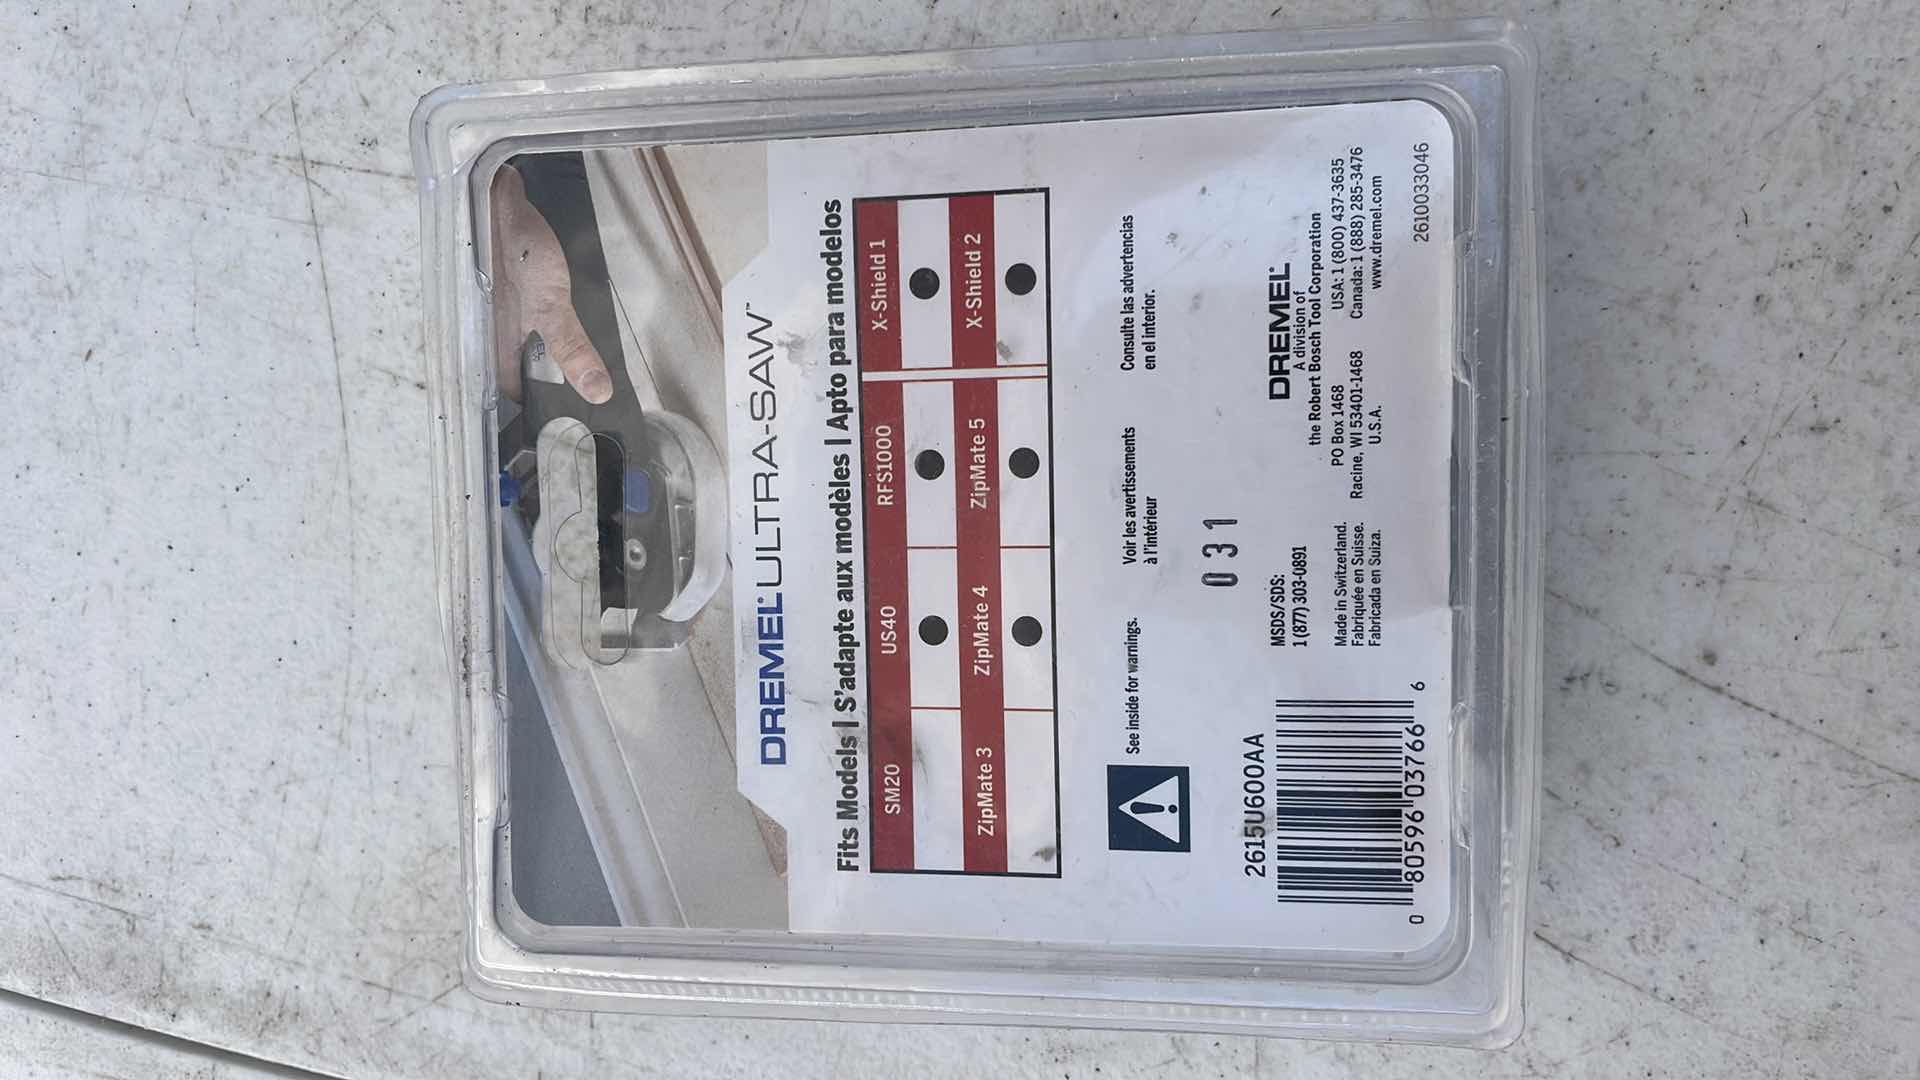 DREMEL® ULTRA-SAW™
Fits Models | S'adapte aux modèles | Apto para modelos
SM20 US40 RFS1000 X-Shield 1
ZipMate 3 ZipMate 4 ZipMate 5 X-Shield 2
See inside for warnings.
Voir les avertissements
à l'intérieur
Consulte las advertencias
en el interior.
031
2615U600AA
0 80596 03766 6
MSDS/SDS:
1 (877) 303-0891
Made in Switzerland.
Fabriquée en Suisse.
Fabricada en Suiza.
DREMEL®
A division of
the Robert Bosch Tool Corporation
PO Box 1468
Racine, WI 53401-1468
U.S.A.
USA: 1 (800) 437-3635
Canada: 1 (888) 285-3476
www.dremel.com
2610033046